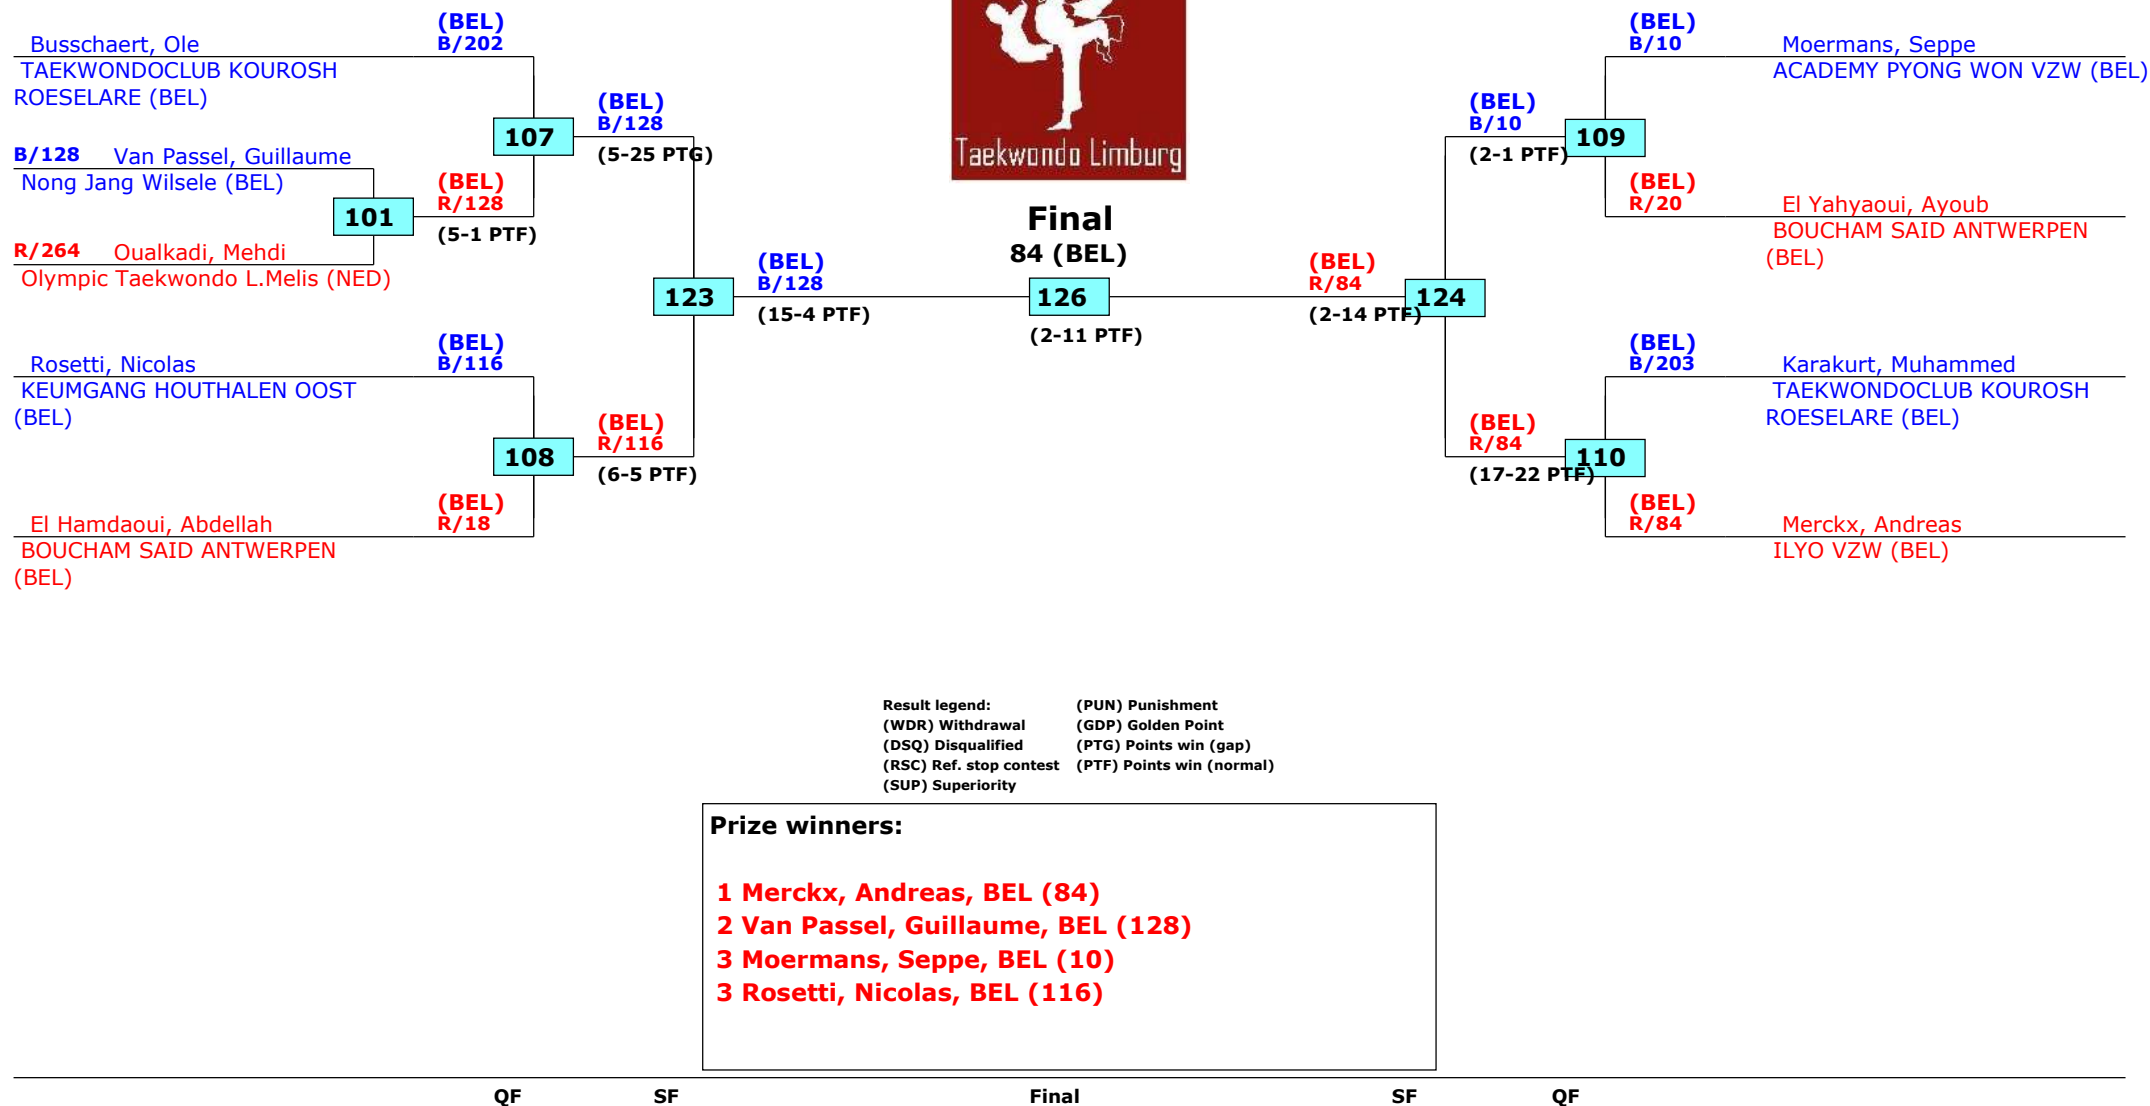 (BEL)
Busschaert, Ole B/202
TAEKWONDOCLUB KOUROSH
ROESELARE (BEL)
(BEL)
B/128
107
(5-25 PTG)
B/128 Van Passel, Guillaume
Nong Jang Wilsele (BEL)
(BEL)
R/128
101
(5-1 PTF)
R/264 Oualkadi, Mehdi
Olympic Taekwondo L.Melis (NED)
(BEL)
B/128
123
(15-4 PTF)
(BEL)
Rosetti, Nicolas B/116
KEUMGANG HOUTHALEN OOST
(BEL)
(BEL)
R/116
108
(6-5 PTF)
(BEL)
El Hamdaoui, Abdellah R/18
BOUCHAM SAID ANTWERPEN
(BEL)
Taekwondo Limburg
Final
84 (BEL)
126
(2-11 PTF)
(BEL)
B/10 Moermans, Seppe
ACADEMY PYONG WON VZW (BEL)
(BEL)
B/10
109
(2-1 PTF)
(BEL)
R/20 El Yahyaoui, Ayoub
BOUCHAM SAID ANTWERPEN
(BEL)
(BEL)
R/84
124
(2-14 PTF)
(BEL)
B/203 Karakurt, Muhammed
TAEKWONDOCLUB KOUROSH
ROESELARE (BEL)
(BEL)
R/84
110
(17-22 PTF)
(BEL)
R/84 Merckx, Andreas
ILYO VZW (BEL)
Result legend: (PUN) Punishment
(WDR) Withdrawal (GDP) Golden Point
(DSQ) Disqualified (PTG) Points win (gap)
(RSC) Ref. stop contest (PTF) Points win (normal)
(SUP) Superiority
Prize winners:
1 Merckx, Andreas, BEL (84)
2 Van Passel, Guillaume, BEL (128)
3 Moermans, Seppe, BEL (10)
3 Rosetti, Nicolas, BEL (116)
QF SF Final SF QF